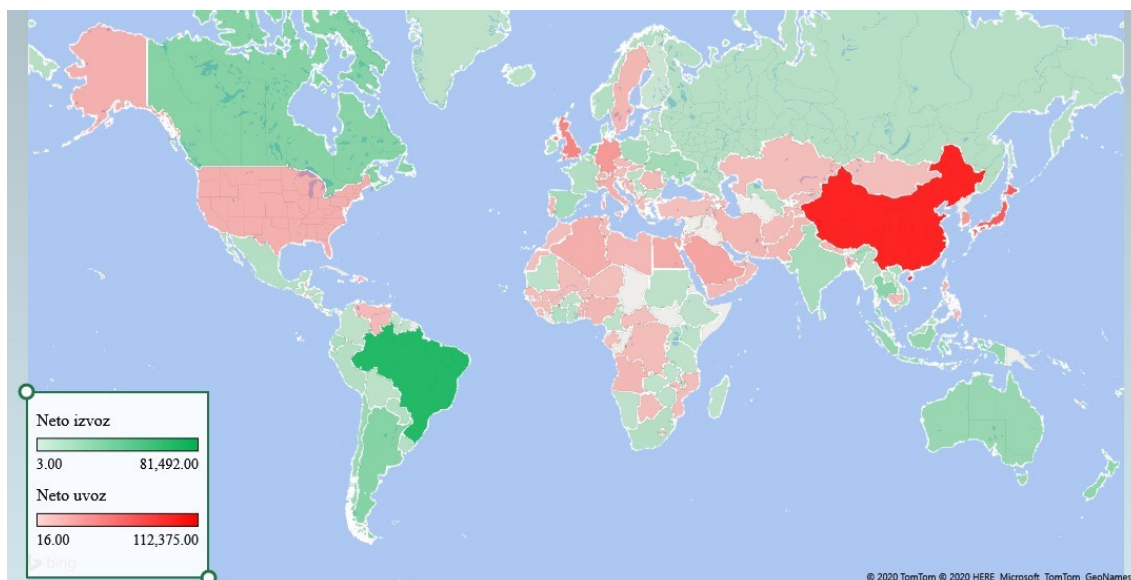 Neto izvoz
3.00 81,492.00
Neto uvoz
16.00 112,375.00
bing
© 2020 TomTom © 2020 HERE, Microsoft, TomTom, GeoNames